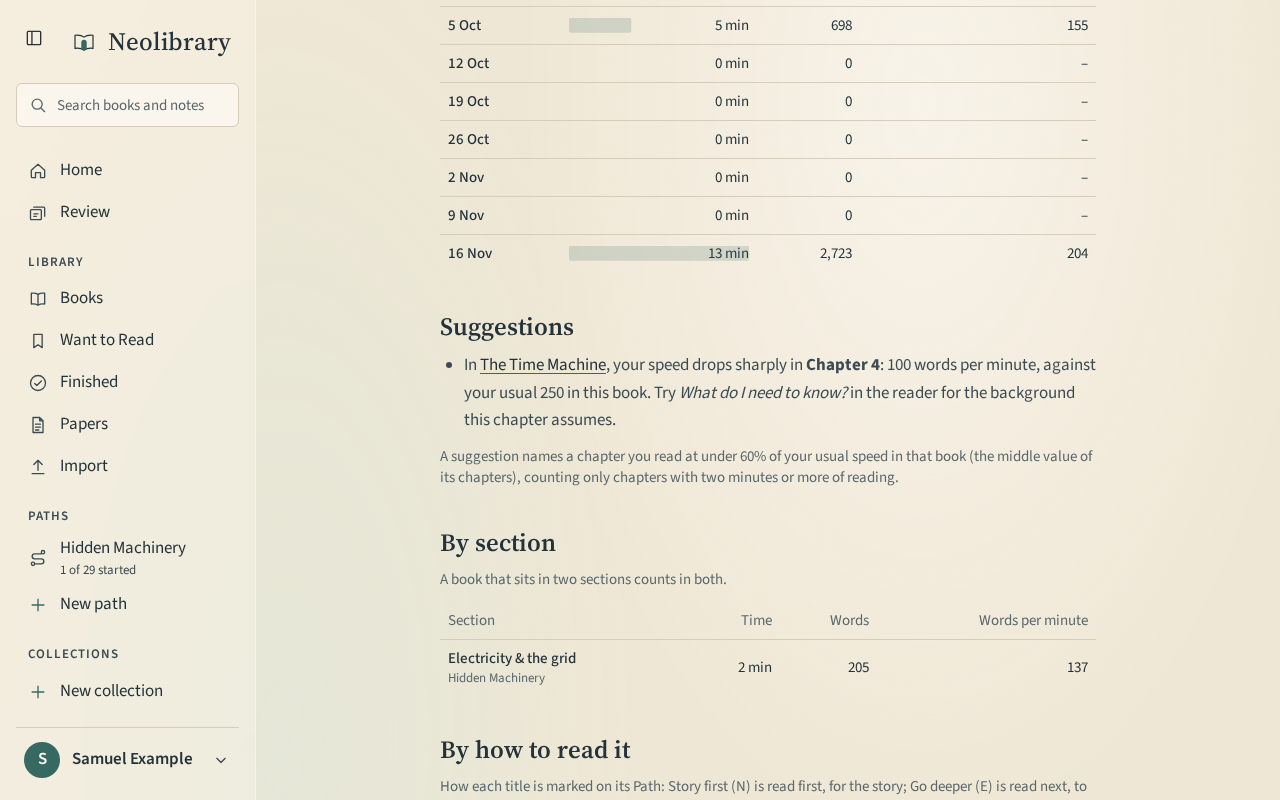 Neolibrary
Search books and notes
Home
Review
LIBRARY
Books
Want to Read
Finished
Papers
Import
PATHS
Hidden Machinery
1 of 29 started
New path
COLLECTIONS
New collection
S Samuel Example
5 Oct 5 min 698 155
12 Oct 0 min 0 –
19 Oct 0 min 0 –
26 Oct 0 min 0 –
2 Nov 0 min 0 –
9 Nov 0 min 0 –
16 Nov 13 min 2,723 204
Suggestions
• In The Time Machine, your speed drops sharply in Chapter 4: 100 words per minute, against
your usual 250 in this book. Try What do I need to know? in the reader for the background
this chapter assumes.
A suggestion names a chapter you read at under 60% of your usual speed in that book (the middle value of
its chapters), counting only chapters with two minutes or more of reading.
By section
A book that sits in two sections counts in both.
Section Time Words Words per minute
Electricity & the grid 2 min 205 137
Hidden Machinery
By how to read it
How each title is marked on its Path: Story first (N) is read first, for the story; Go deeper (E) is read next, to